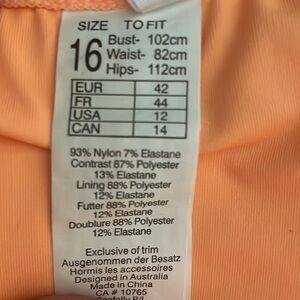 SIZE TO FIT
16 Bust- 102cm
Waist- 82cm
Hips- 112cm
EUR 42
FR 44
USA 12
CAN 14
93% Nylon 7% Elastane
Contrast 87% Polyester
13% Elastane
Lining 88% Polyester
12% Elastane
Futter 88% Polyester
12% Elastane
Doublure 88% Polyester
12% Elastane
Exclusive of trim
Ausgenommen der Besatz
Hormis les accessoires
Designed in Australia
Made in China
CA # 10765
Seafolly P/L